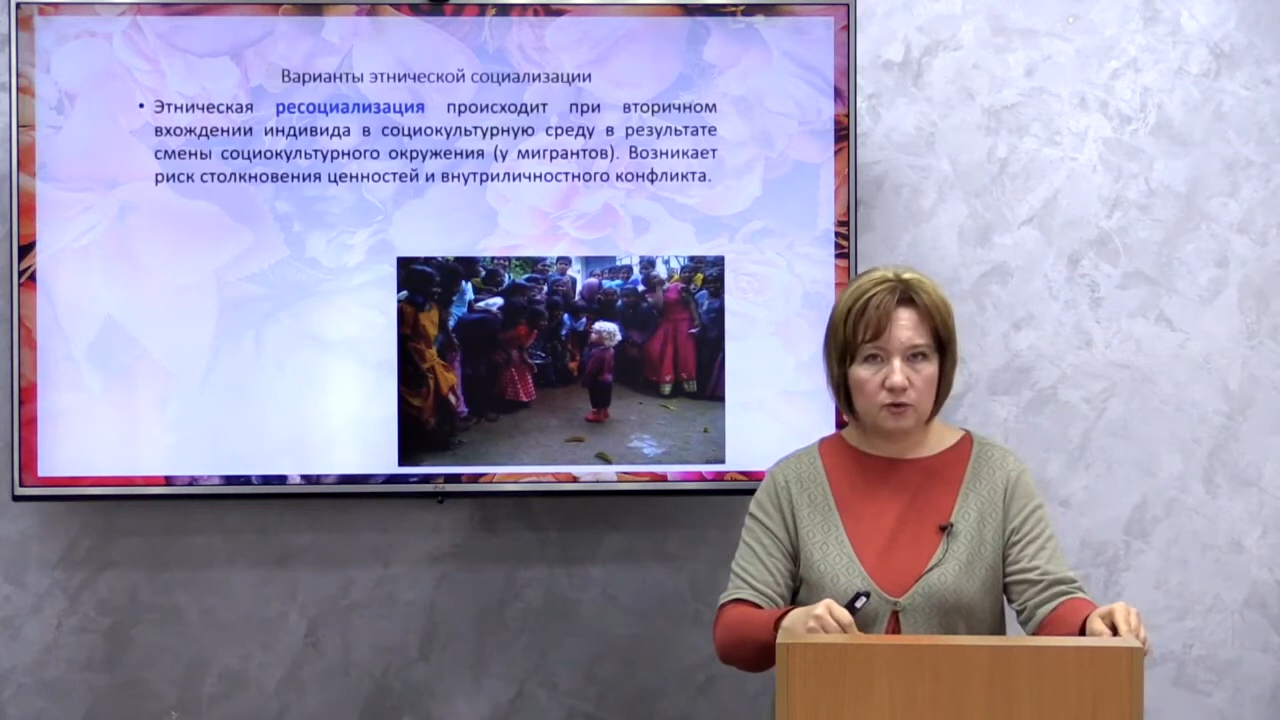 Варианты этнической социализации
• Этническая ресоциализация происходит при вторичном
вхождении индивида в социокультурную среду в результате
смены социокультурного окружения (у мигрантов). Возникает
риск столкновения ценностей и внутриличностного конфликта.